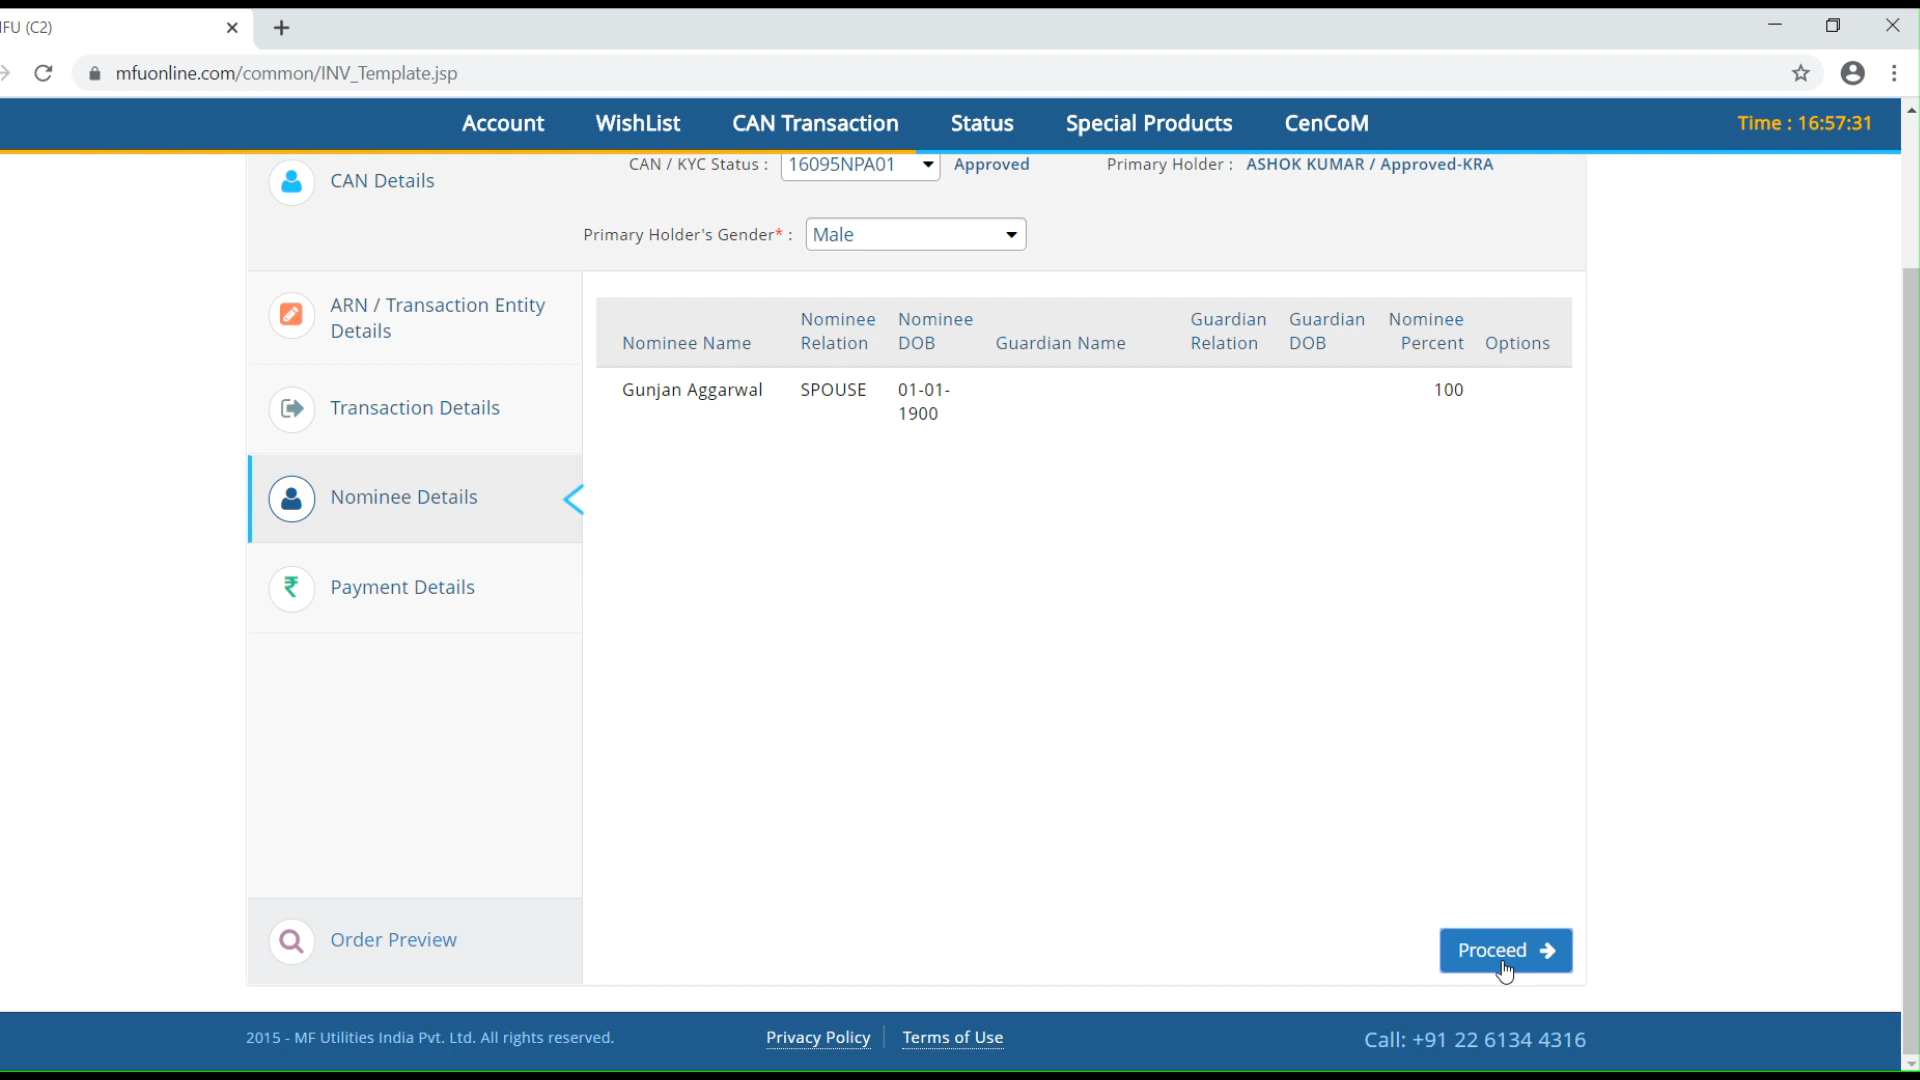 IFU (C2)
mfuonline.com/common/INV_Template.jsp
Account WishList CAN Transaction Status Special Products CenCoM Time : 16:57:31
CAN Details
CAN / KYC Status : 16095NPA01 Approved Primary Holder : ASHOK KUMAR / Approved-KRA
Primary Holder's Gender* : Male
ARN / Transaction Entity
Details
Transaction Details
Nominee Details
₹ Payment Details
Order Preview
Nominee Name Nominee Relation Nominee DOB Guardian Name Guardian Relation Guardian DOB Nominee Percent Options
Gunjan Aggarwal SPOUSE 01-01- 100
1900
Proceed
2015 - MF Utilities India Pvt. Ltd. All rights reserved. Privacy Policy Terms of Use Call: +91 22 6134 4316